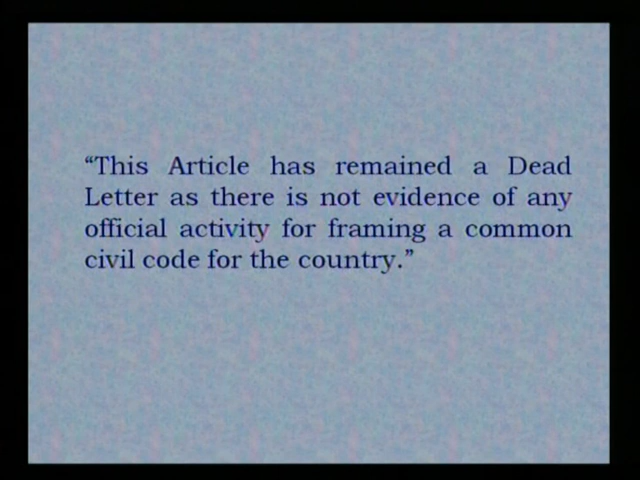 “This Article has remained a Dead
Letter as there is not evidence of any
official activity for framing a common
civil code for the country.”